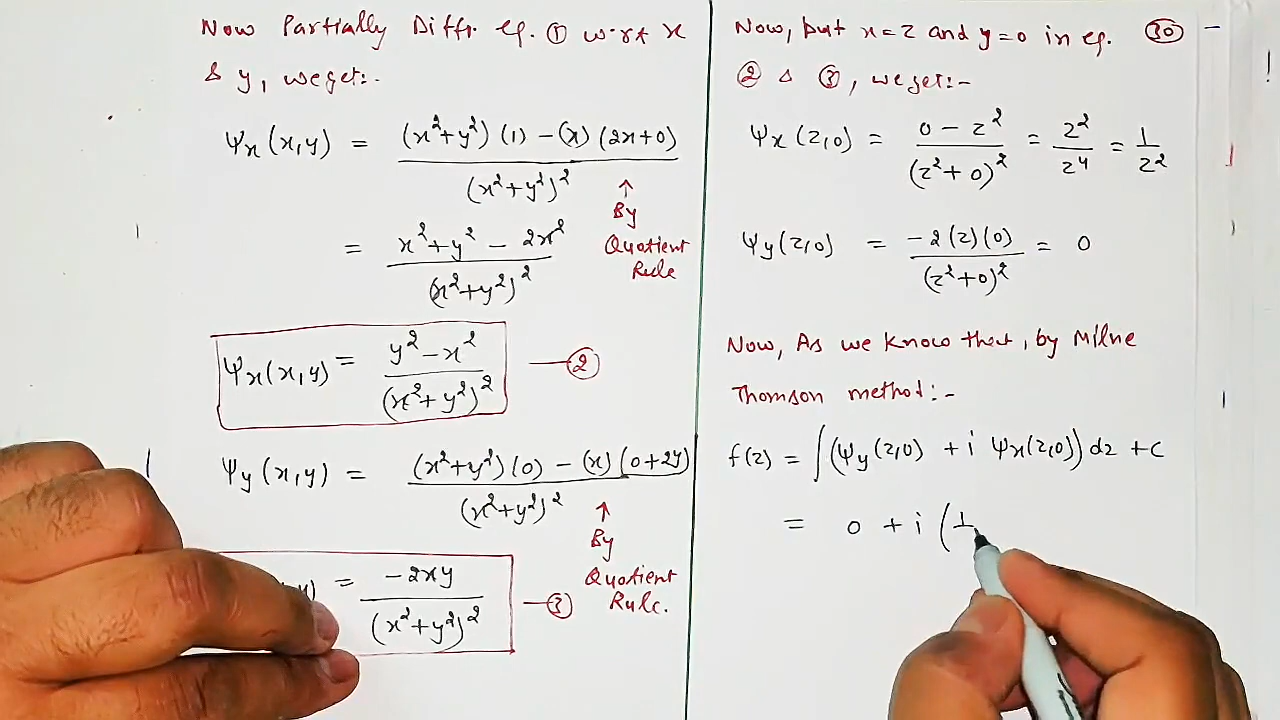 Now Partially Diffr. eq. ① w.r.t x
& y, we get:-
Ψx(x,y) = (x²+y²)(1) - (x)(2x+0) / (x²+y²)²
↑
By
Quotient
Rule
= x²+y² - 2x² / (x²+y²)²
Ψx(x,y) = y²-x² / (x²+y²)² —②
Ψy(x,y) = (x²+y²)(0) - (x)(0+2y) / (x²+y²)²
↑
By
Quotient
Rule.
= -2xy / (x²+y²)² —③
Now, put x=z and y=0 in eq. ㉚ -
② & ③, we get:-
Ψx(z,0) = 0-z² / (z²+0)² = z²/z⁴ = 1/z²
Ψy(z,0) = -2(z)(0) / (z²+0)² = 0
Now, As we know that, by Milne
Thomson method:-
f(z) = ∫(Ψy(z,0) + i Ψx(z,0)) dz + c
= 0 + i (1